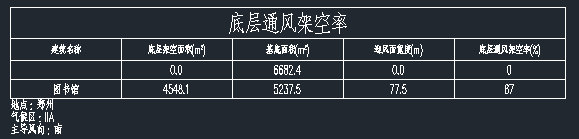 底层通风架空率
建筑名称 底层架空面积(m²) 基底面积(m²) 迎风面宽度(m) 底层通风架空率(%)
0.0 6682.4 0.0 0
图书馆 4548.1 5237.5 77.5 87
地点：郑州
气候区：IIA
主导风向：南